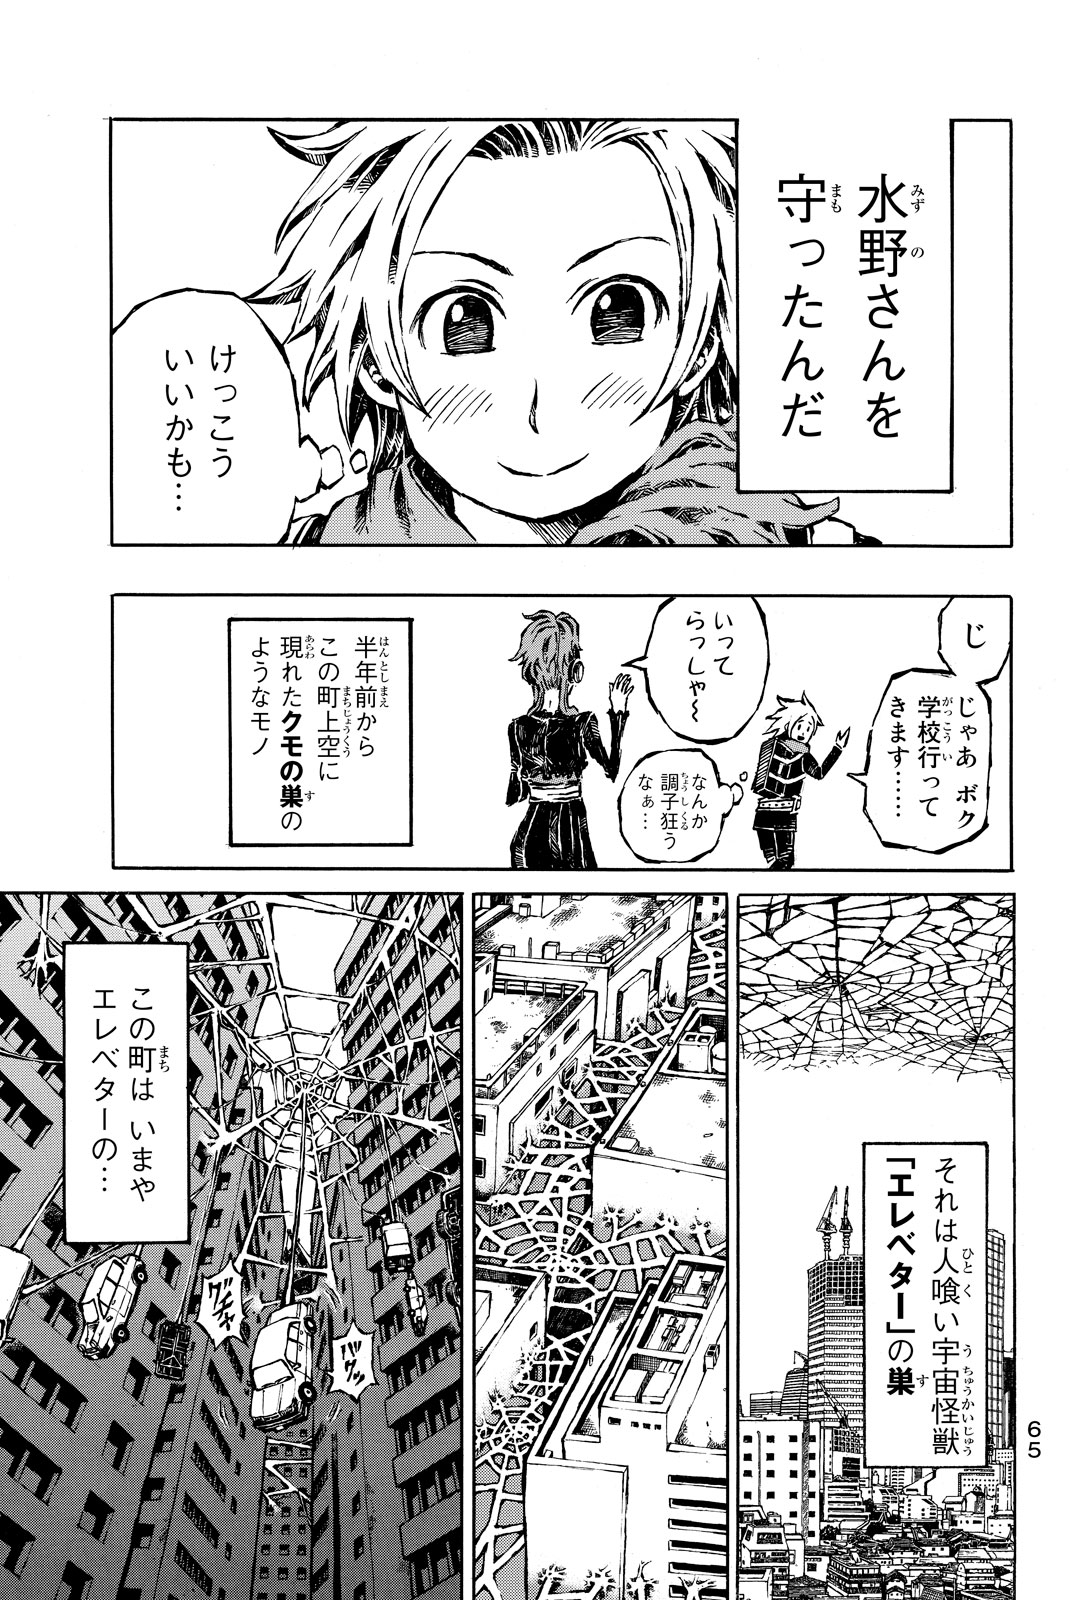 水野さんを
守ったんだ
けっこう
いいかも…
じ
じゃあ ボク
学校行って
きます……
いって
らっしゃ～
なんか
調子狂う
なぁ…
半年前から
この町上空に
現れたクモの巣の
ようなモノ
それは人喰い宇宙怪獣
「エレベター」の巣
この町は いまや
エレベターの…
グチャ
バクッ
65